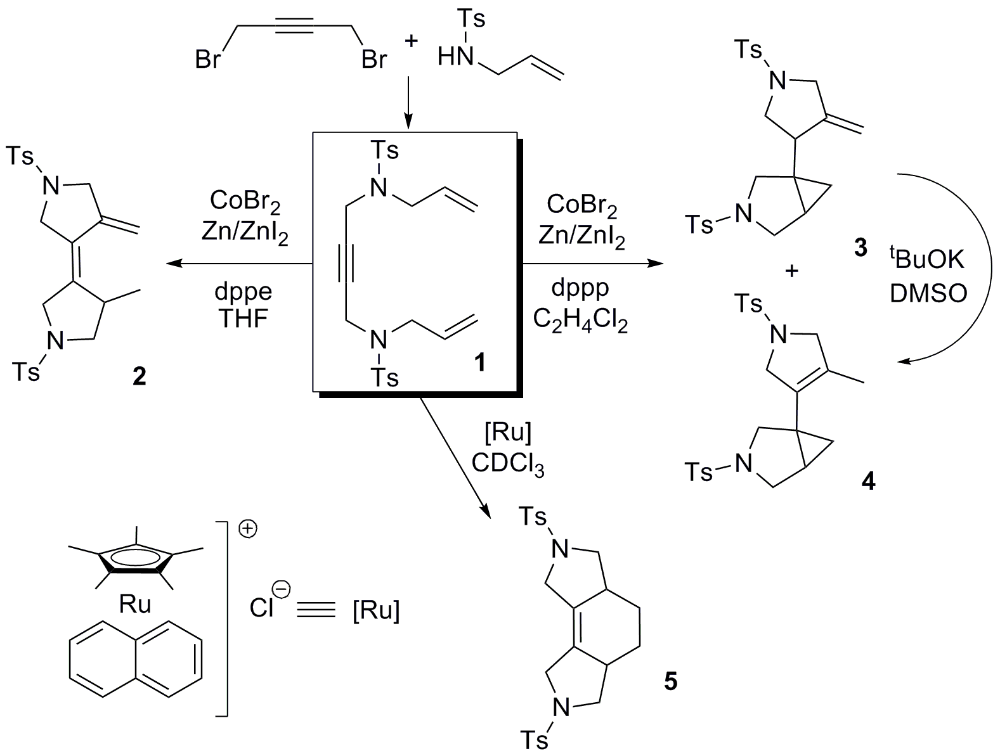 Br
Br
+
Ts
HN
Ts
N
N
Ts
1
CoBr₂
Zn/ZnI₂
dppe
THF
Ts
N
N
Ts
2
CoBr₂
Zn/ZnI₂
dppp
C₂H₄Cl₂
Ts
N
Ts
N
3
+
ᵗBuOK
DMSO
Ts
N
Ts
N
4
[Ru]
CDCl₃
Ts
N
N
Ts
5
Ru
+
Cl⁻
≡
[Ru]